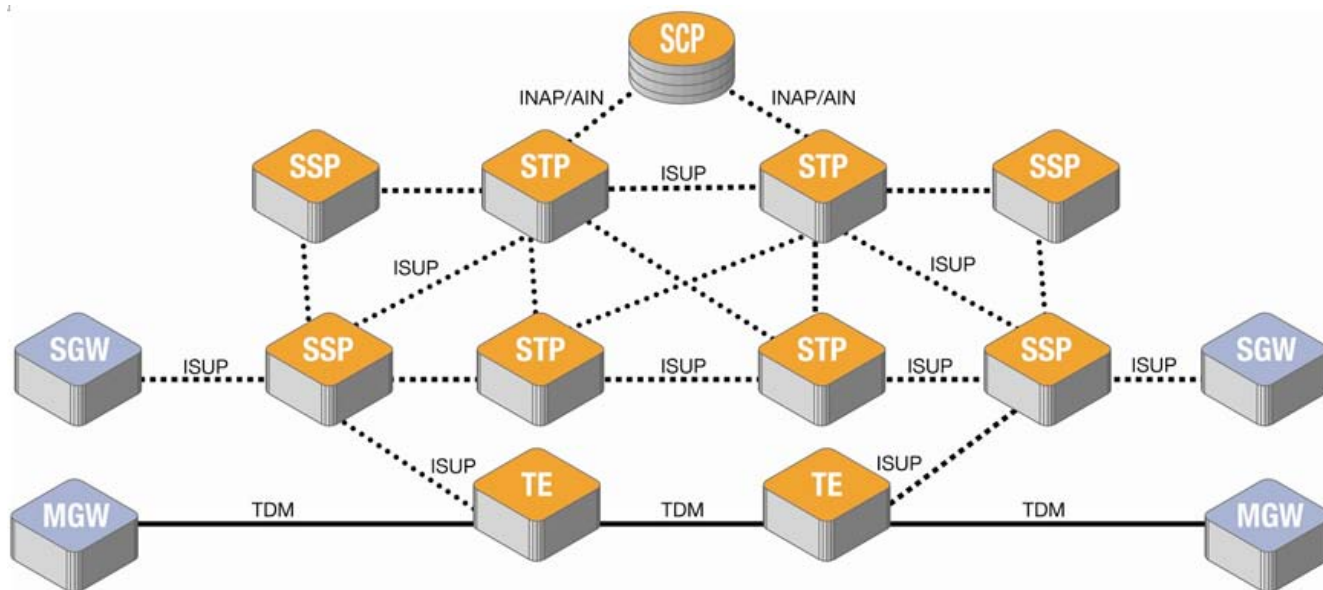 SCP
INAP/AIN INAP/AIN
SSP STP ISUP STP SSP
ISUP ISUP
SGW ISUP SSP STP ISUP STP ISUP SSP ISUP SGW
ISUP TE TE ISUP
MGW TDM TDM TDM MGW